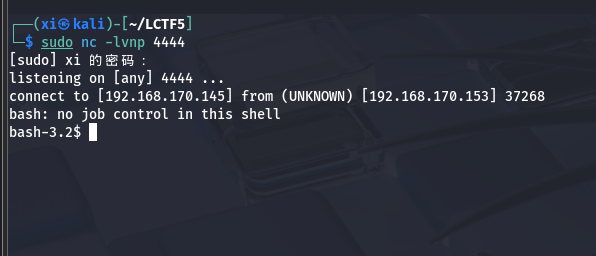 ┌──(xi㉿kali)-[~/LCTF5]
└─$ sudo nc -lvnp 4444
[sudo] xi 的密码：
listening on [any] 4444 ...
connect to [192.168.170.145] from (UNKNOWN) [192.168.170.153] 37268
bash: no job control in this shell
bash-3.2$